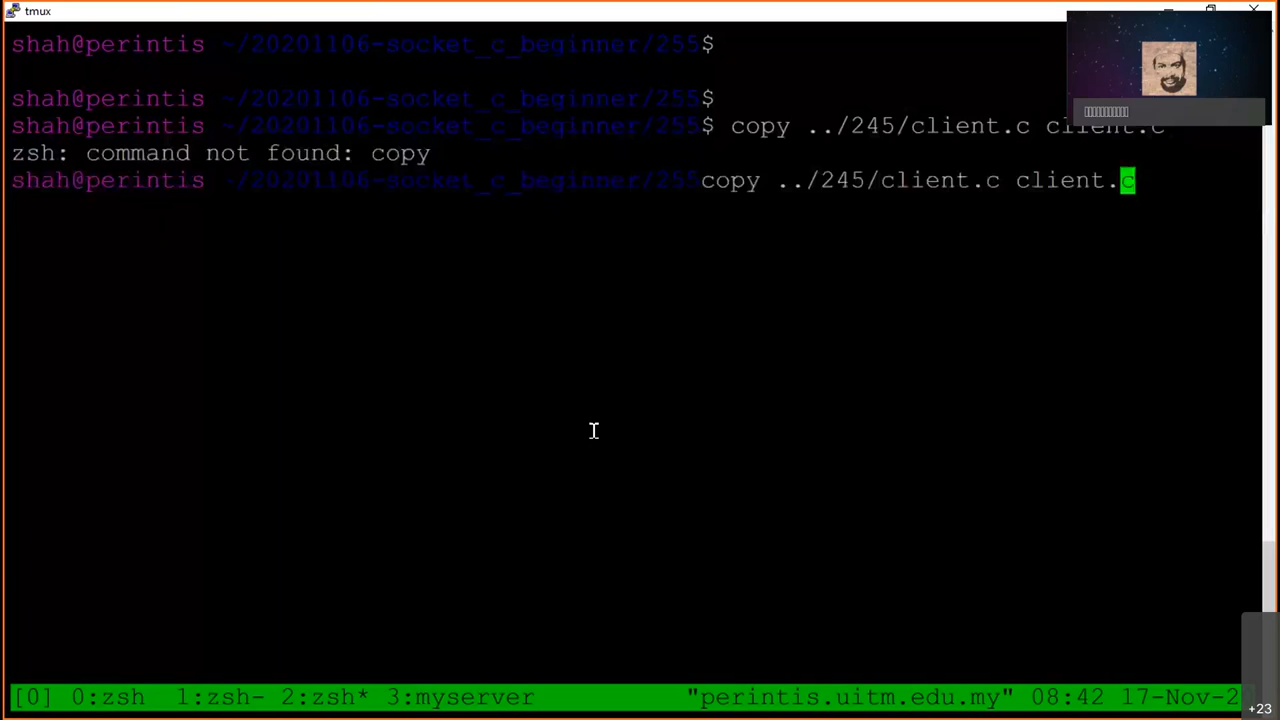 tmux
shah@perintis ~/20201106-socket_c_beginner/255$
shah@perintis ~/20201106-socket_c_beginner/255$
shah@perintis ~/20201106-socket_c_beginner/255$ copy ../245/client.c client.c
zsh: command not found: copy
shah@perintis ~/20201106-socket_c_beginner/255copy ../245/client.c client.c
[0] 0:zsh 1:zsh- 2:zsh* 3:myserver "perintis.uitm.edu.my" 08:42 17-Nov-2
+23